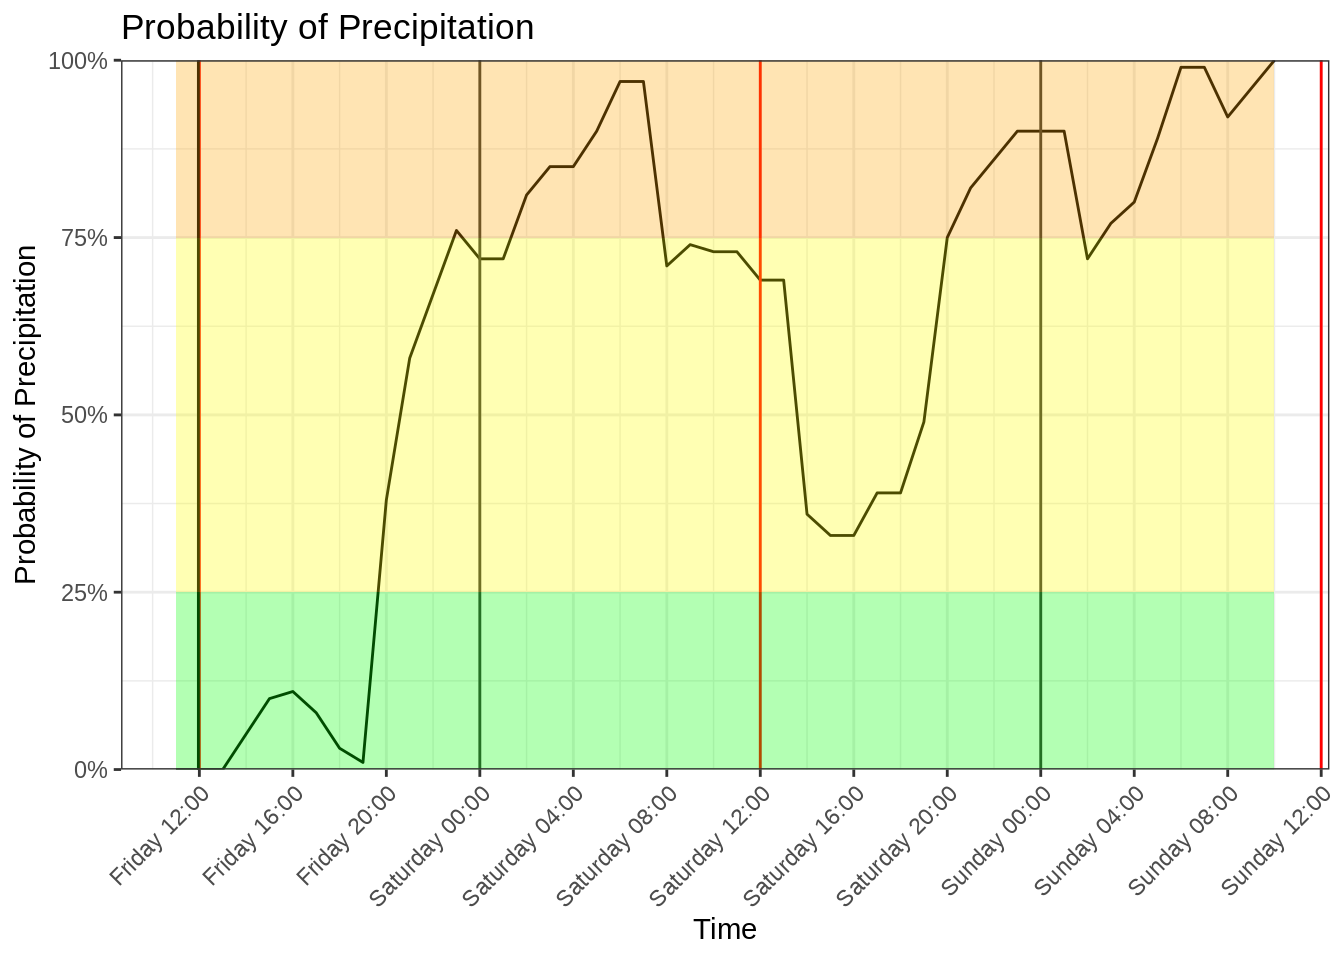 Probability of Precipitation
Probability of Precipitation
100%
75%
50%
25%
0%
Friday 12:00
Friday 16:00
Friday 20:00
Saturday 00:00
Saturday 04:00
Saturday 08:00
Saturday 12:00
Saturday 16:00
Saturday 20:00
Sunday 00:00
Sunday 04:00
Sunday 08:00
Sunday 12:00
Time